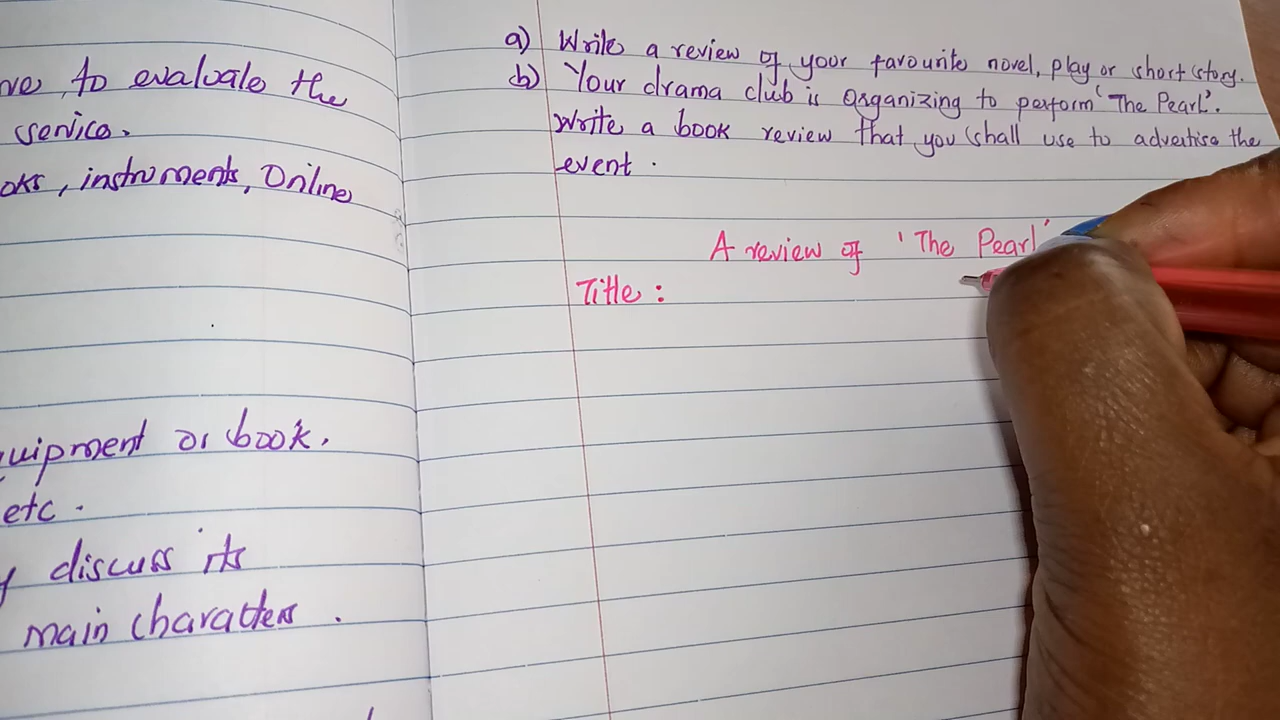 ve to evaluate the
service.
oks, instruments, Online
quipment or book.
etc.
y discuss its
main characters.
a) Write a review of your favourite novel, play or short story.
b) Your drama club is Organizing to perform 'The Pearl'.
Write a book review that you shall use to advertise the
event.
A review of 'The Pearl'
Title: